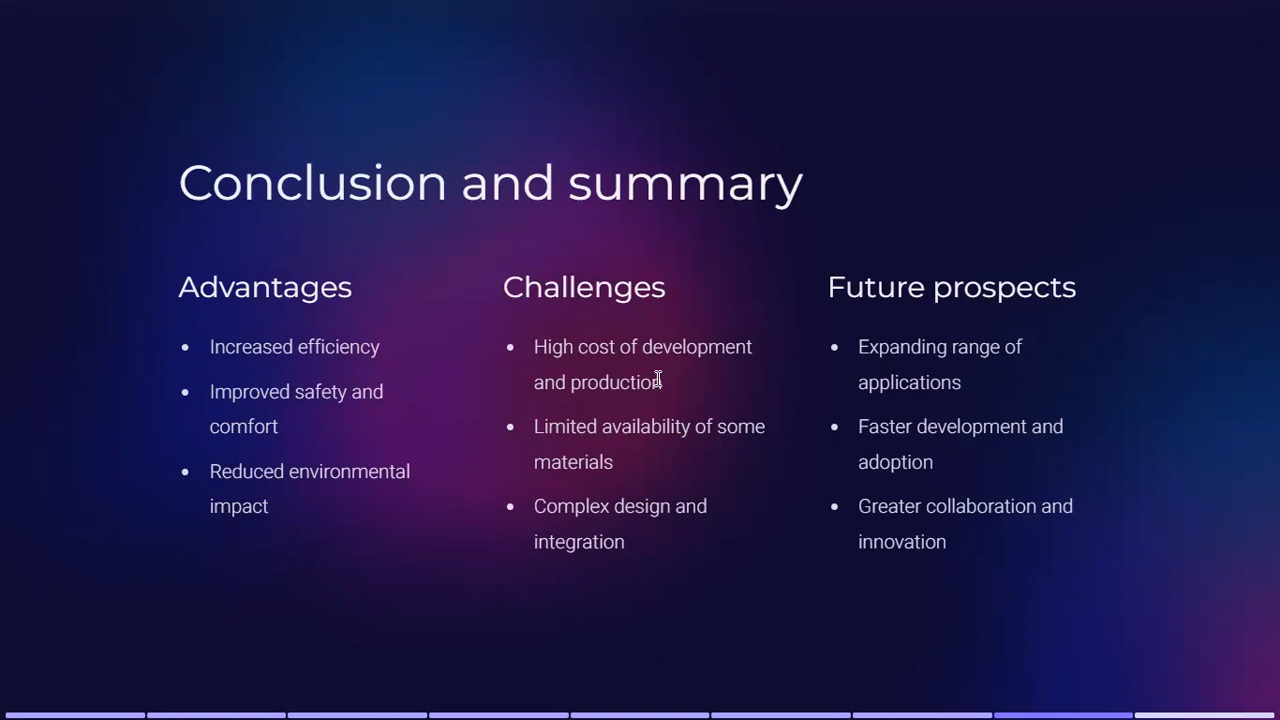 Conclusion and summary
Advantages
• Increased efficiency
• Improved safety and
comfort
• Reduced environmental
impact
Challenges
• High cost of development
and production
• Limited availability of some
materials
• Complex design and
integration
Future prospects
• Expanding range of
applications
• Faster development and
adoption
• Greater collaboration and
innovation